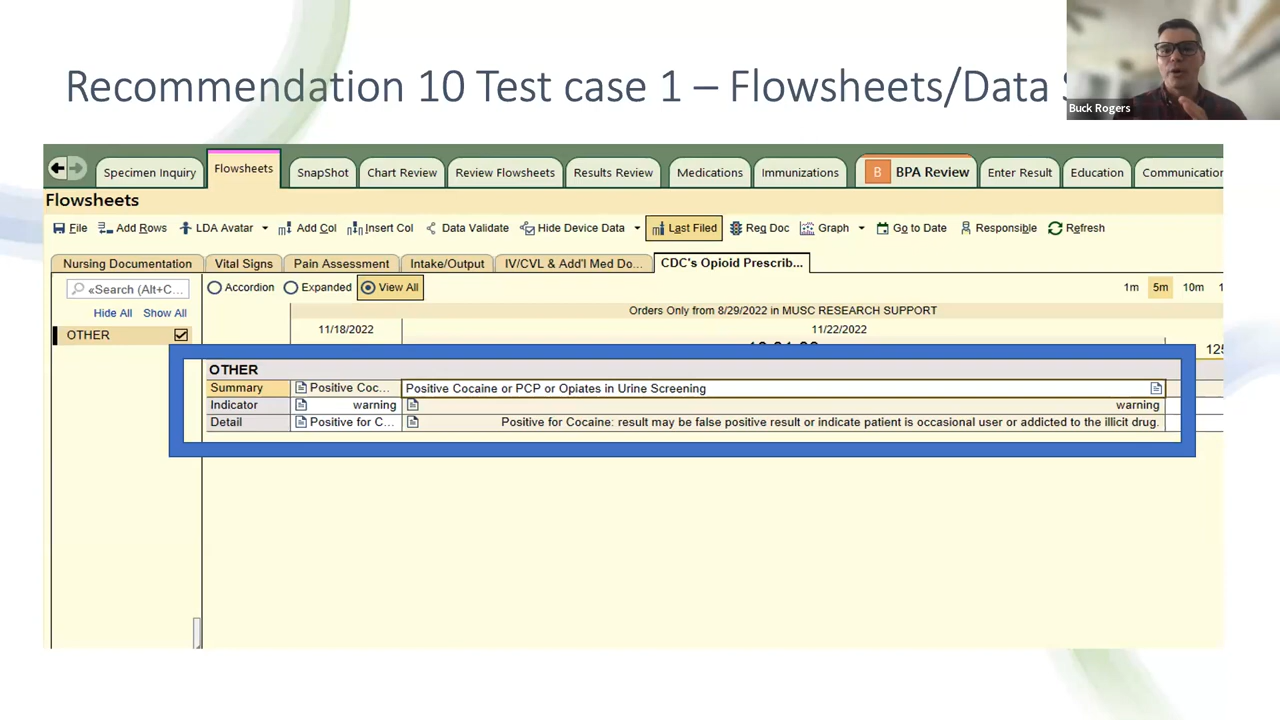 Recommendation 10 Test case 1 – Flowsheets/Data
Buck Rogers
Specimen Inquiry Flowsheets SnapShot Chart Review Review Flowsheets Results Review Medications Immunizations B BPA Review Enter Result Education Communication
Flowsheets
File Add Rows LDA Avatar Add Col Insert Col Data Validate Hide Device Data Last Filed Req Doc Graph Go to Date Responsible Refresh
Nursing Documentation Vital Signs Pain Assessment Intake/Output IV/CVL & Add'l Med Do... CDC's Opioid Prescrib...
«Search (Alt+C... Accordion Expanded View All 1m 5m 10m
Hide All Show All Orders Only from 8/29/2022 in MUSC RESEARCH SUPPORT
OTHER 11/18/2022 11/22/2022
125
OTHER
Summary Positive Coc... Positive Cocaine or PCP or Opiates in Urine Screening
Indicator warning warning
Detail Positive for C... Positive for Cocaine: result may be false positive result or indicate patient is occasional user or addicted to the illicit drug.